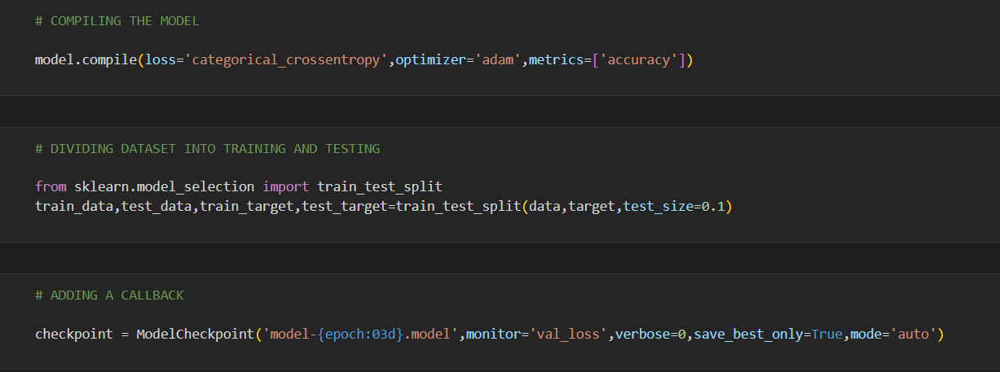 # COMPILING THE MODEL
model.compile(loss='categorical_crossentropy',optimizer='adam',metrics=['accuracy'])
# DIVIDING DATASET INTO TRAINING AND TESTING
from sklearn.model_selection import train_test_split
train_data,test_data,train_target,test_target=train_test_split(data,target,test_size=0.1)
# ADDING A CALLBACK
checkpoint = ModelCheckpoint('model-{epoch:03d}.model',monitor='val_loss',verbose=0,save_best_only=True,mode='auto')